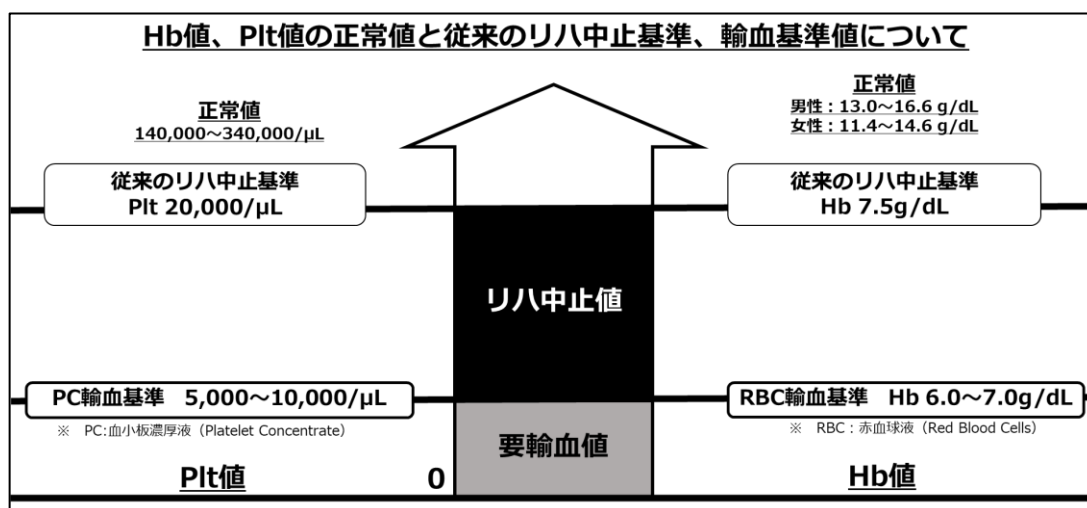 Hb値、Plt値の正常値と従来のリハ中止基準、輸血基準値について
正常値
140,000～340,000/μL
正常値
男性：13.0～16.6 g/dL
女性：11.4～14.6 g/dL
従来のリハ中止基準
Plt 20,000/μL
従来のリハ中止基準
Hb 7.5g/dL
リハ中止値
PC輸血基準　5,000～10,000/μL
※　PC:血小板濃厚液（Platelet Concentrate）
RBC輸血基準　Hb 6.0～7.0g/dL
※　RBC：赤血球液（Red Blood Cells）
要輸血値
Plt値
0
Hb値